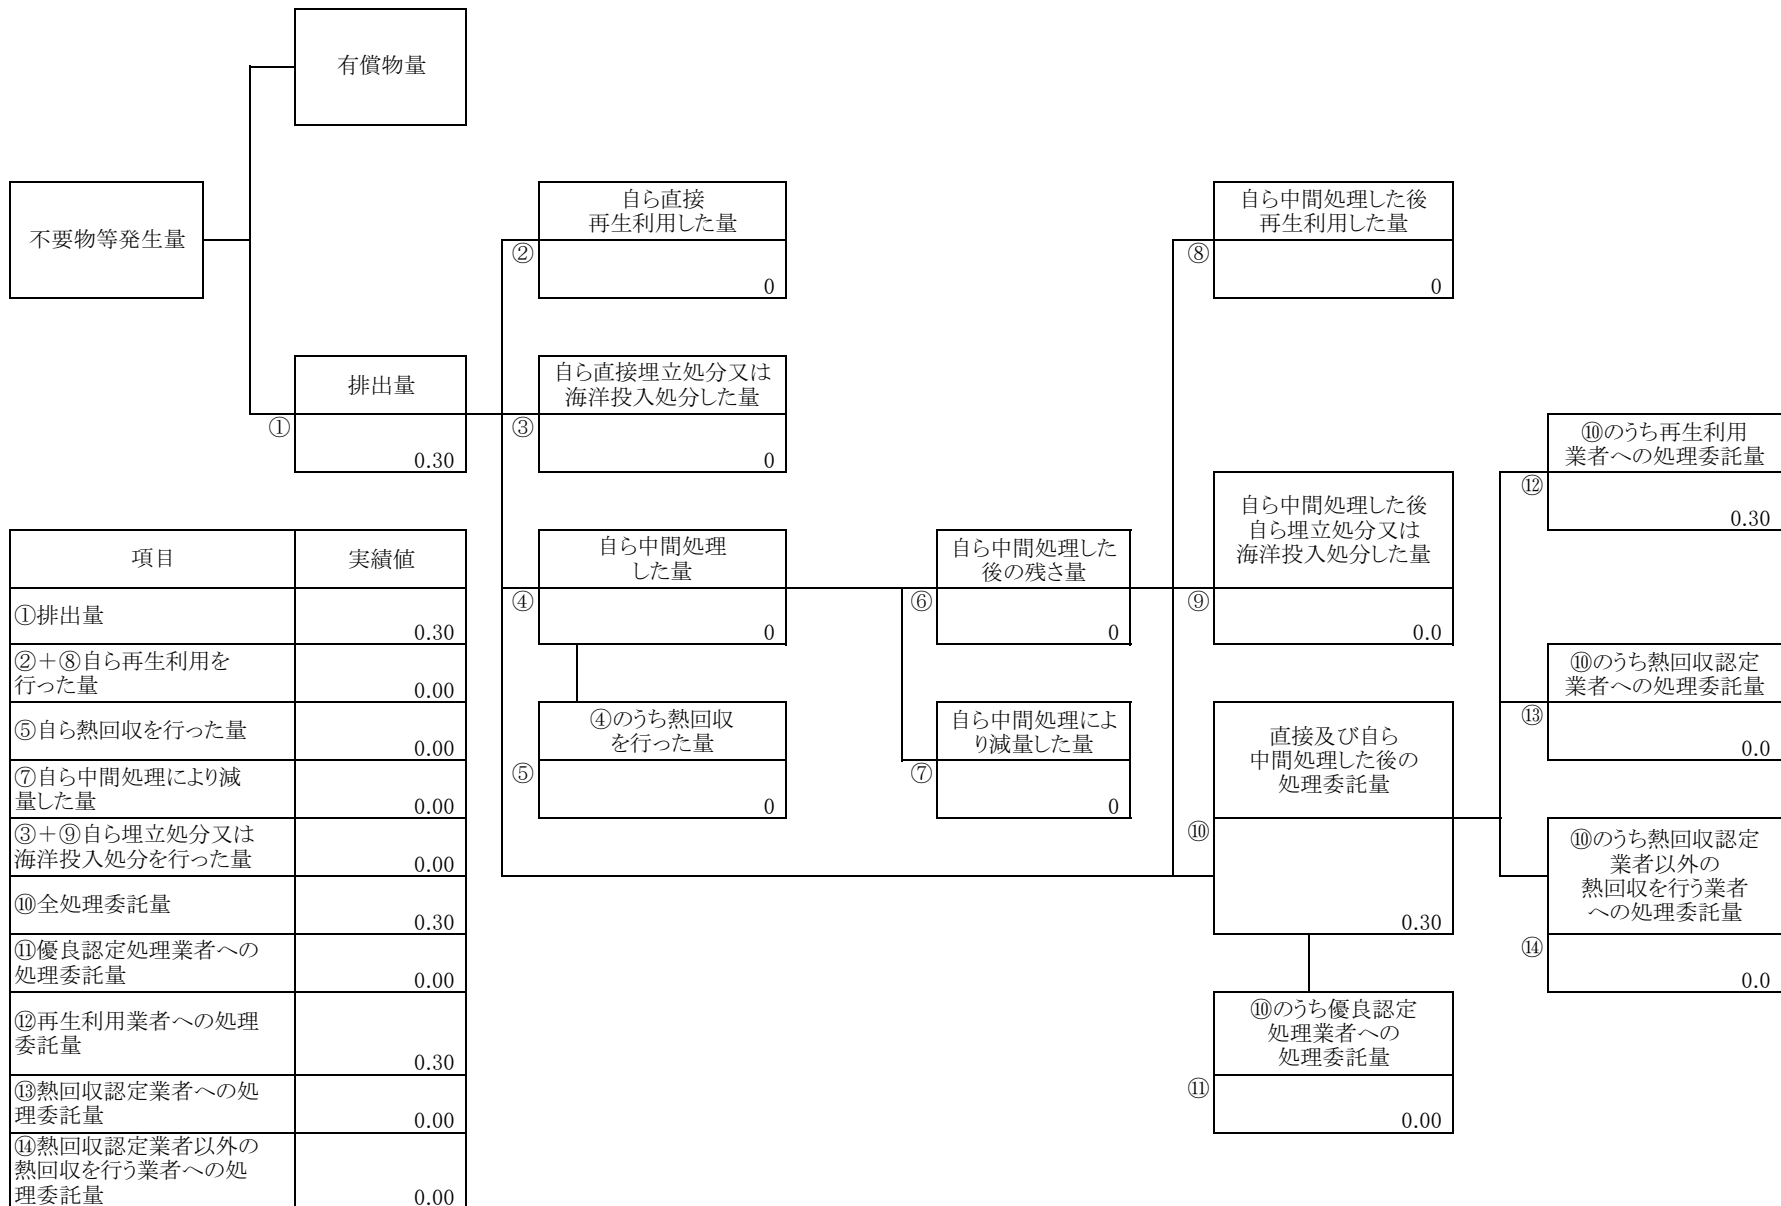 有償物量
不要物等発生量
自ら直接
再生利用した量
②
0
自ら中間処理した後
再生利用した量
⑧
0
排出量
①
0.30
自ら直接埋立処分又は
海洋投入処分した量
③
0
⑩のうち再生利用
業者への処理委託量
⑫
0.30
自ら中間処理
した量
④
0
自ら中間処理した
後の残さ量
⑥
0
自ら中間処理した後
自ら埋立処分又は
海洋投入処分した量
⑨
0.0
⑩のうち熱回収認定
業者への処理委託量
⑬
0.0
④のうち熱回収
を行った量
⑤
0
自ら中間処理によ
り減量した量
⑦
0
直接及び自ら
中間処理した後の
処理委託量
⑩
0.30
⑩のうち熱回収認定
業者以外の
熱回収を行う業者
への処理委託量
⑭
0.0
⑩のうち優良認定
処理業者への
処理委託量
⑪
0.00
項目 実績値
①排出量
0.30
②+⑧自ら再生利用を
行った量 0.00
⑤自ら熱回収を行った量
0.00
⑦自ら中間処理により減
量した量 0.00
③+⑨自ら埋立処分又は
海洋投入処分を行った量 0.00
⑩全処理委託量
0.30
⑪優良認定処理業者への
処理委託量 0.00
⑫再生利用業者への処理
委託量
0.30
⑬熱回収認定業者への処
理委託量 0.00
⑭熱回収認定業者以外の
熱回収を行う業者への処
理委託量 0.00